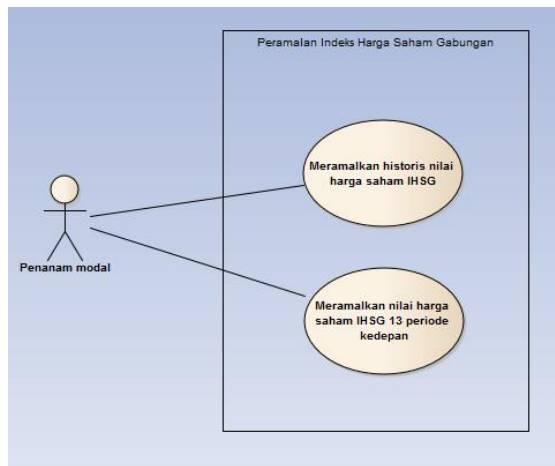 Peramalan Indeks Harga Saham Gabungan
Meramalkan historis nilai
harga saham IHSG
Penanam modal
Meramalkan nilai harga
saham IHSG 13 periode
kedepan